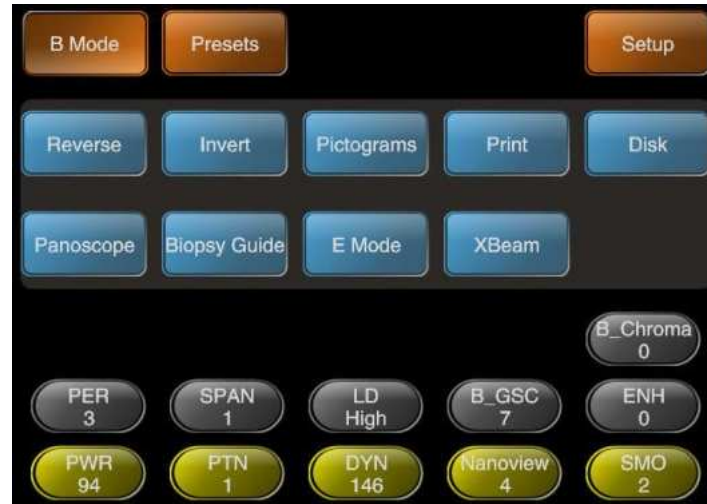 B Mode Presets Setup
Reverse Invert Pictograms Print Disk
Panoscope Biopsy Guide E Mode XBeam
B_Chroma
0
PER SPAN LD B_GSC ENH
3 1 High 7 0
PWR PTN DYN Nanoview SMO
94 1 146 4 2